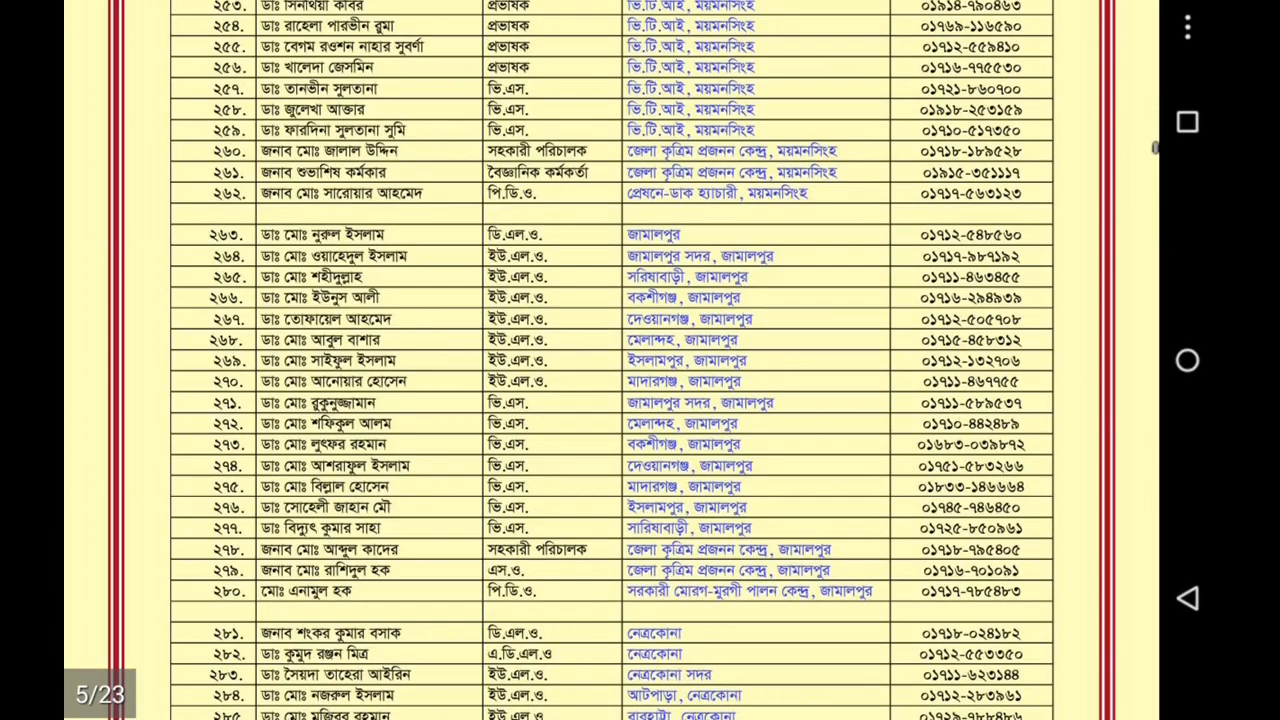 ২৫৩. ডাঃ সিনথিয়া কবির প্রভাষক ভি.টি.আই, ময়মনসিংহ ০১৯১৪-৭৯০৪৬৩
২৫৪. ডাঃ রাহেলা পারভীন রুমা প্রভাষক ভি.টি.আই, ময়মনসিংহ ০১৭৬৯-১১৬৫৯০
২৫৫. ডাঃ বেগম রওশন নাহার সুবর্ণা প্রভাষক ভি.টি.আই, ময়মনসিংহ ০১৭১২-৫৫৯৪১০
২৫৬. ডাঃ খালেদা জেসমিন প্রভাষক ভি.টি.আই, ময়মনসিংহ ০১৭১৬-৭৭৫৫৩০
২৫৭. ডাঃ তানভীন সুলতানা ভি.এস. ভি.টি.আই, ময়মনসিংহ ০১৭২১-৮৬০৭০০
২৫৮. ডাঃ জুলেখা আক্তার ভি.এস. ভি.টি.আই, ময়মনসিংহ ০১৯১৮-২৫৩১৫৯
২৫৯. ডাঃ ফারদিনা সুলতানা সুমি ভি.এস. ভি.টি.আই, ময়মনসিংহ ০১৭১০-৫১৭৩৫০
২৬০. জনাব মোঃ জালাল উদ্দিন সহকারী পরিচালক জেলা কৃত্রিম প্রজনন কেন্দ্র, ময়মনসিংহ ০১৭১৮-১৮৯৫২৮
২৬১. জনাব শুভাশিষ কর্মকার বৈজ্ঞানিক কর্মকর্তা জেলা কৃত্রিম প্রজনন কেন্দ্র, ময়মনসিংহ ০১৯১৫-৩৫১১১৭
২৬২. জনাব মোঃ সারোয়ার আহমেদ পি.ডি.ও. প্রেষনে-ডাক হ্যাচারী, ময়মনসিংহ ০১৭১৭-৫৬৩১২৩
২৬৩. ডাঃ মোঃ নুরুল ইসলাম ডি.এল.ও. জামালপুর ০১৭১২-৫৪৮৫৬০
২৬৪. ডাঃ মোঃ ওয়াহেদুল ইসলাম ইউ.এল.ও. জামালপুর সদর, জামালপুর ০১৭১৭-৯৮৭১৯২
২৬৫. ডাঃ মোঃ শহীদুল্লাহ ইউ.এল.ও. সরিষাবাড়ী, জামালপুর ০১৭১১-৪৬৩৪৫৫
২৬৬. ডাঃ মোঃ ইউনুস আলী ইউ.এল.ও. বকশীগঞ্জ, জামালপুর ০১৭১৬-২৯৪৯৩৯
২৬৭. ডাঃ তোফায়েল আহমেদ ইউ.এল.ও. দেওয়ানগঞ্জ, জামালপুর ০১৭১২-৫০৫৭০৮
২৬৮. ডাঃ মোঃ আবুল বাশার ইউ.এল.ও. মেলান্দহ, জামালপুর ০১৭১৫-৪৫৮৩১২
২৬৯. ডাঃ মোঃ সাইফুল ইসলাম ইউ.এল.ও. ইসলামপুর, জামালপুর ০১৭১২-১৩২৭০৬
২৭০. ডাঃ মোঃ আনোয়ার হোসেন ইউ.এল.ও. মাদারগঞ্জ, জামালপুর ০১৭১১-৪৬৭৭৫৫
২৭১. ডাঃ মোঃ রুকুনুজ্জামান ভি.এস. জামালপুর সদর, জামালপুর ০১৭১১-৫৮৯৫৩৭
২৭২. ডাঃ মোঃ শফিকুল আলম ভি.এস. মেলান্দহ, জামালপুর ০১৭১০-৪৪২৪৮৯
২৭৩. ডাঃ মোঃ লুৎফর রহমান ভি.এস. বকশীগঞ্জ, জামালপুর ০১৬৮৩-০৩৯৮৭২
২৭৪. ডাঃ মোঃ আশরাফুল ইসলাম ভি.এস. দেওয়ানগঞ্জ, জামালপুর ০১৭৫১-৫৮৩২৬৬
২৭৫. ডাঃ মোঃ বিল্লাল হোসেন ভি.এস. মাদারগঞ্জ, জামালপুর ০১৮৩৩-১৪৬৬৬৪
২৭৬. ডাঃ সোহেলী জাহান মৌ ভি.এস. ইসলামপুর, জামালপুর ০১৭৪৫-৭৪৬৪৫০
২৭৭. ডাঃ বিদ্যুৎ কুমার সাহা ভি.এস. সারিষাবাড়ী, জামালপুর ০১৭২৫-৮৫০৯৬১
২৭৮. জনাব মোঃ আব্দুল কাদের সহকারী পরিচালক জেলা কৃত্রিম প্রজনন কেন্দ্র, জামালপুর ০১৭১৮-৭৯৫৪০৫
২৭৯. জনাব মোঃ রাশিদুল হক এস.ও. জেলা কৃত্রিম প্রজনন কেন্দ্র, জামালপুর ০১৭১৬-৭০১০৯১
২৮০. মোঃ এনামুল হক পি.ডি.ও. সরকারী মোরগ-মুরগী পালন কেন্দ্র, জামালপুর ০১৭১৭-৭৮৫৪৮৩
২৮১. জনাব শংকর কুমার বসাক ডি.এল.ও. নেত্রকোনা ০১৭১৮-০২৪১৮২
২৮২. ডাঃ কুমুদ রঞ্জন মিত্র এ.ডি.এল.ও নেত্রকোনা ০১৭১২-৫৫৩৩৫০
২৮৩. ডাঃ সৈয়দা তাহেরা আইরিন ইউ.এল.ও. নেত্রকোনা সদর ০১৭১১-৬২৩১৪৪
২৮৪. ডাঃ মোঃ নজরুল ইসলাম ইউ.এল.ও. আটপাড়া, নেত্রকোনা ০১৭১২-২৮৩৯৬১
২৮৫. ডাঃ মোঃ মজিবর রহমান ইউ.এল.ও. বারহাট্টা, নেত্রকোনা ০১৭২৯-৭৮৮৪৮৬
5/23